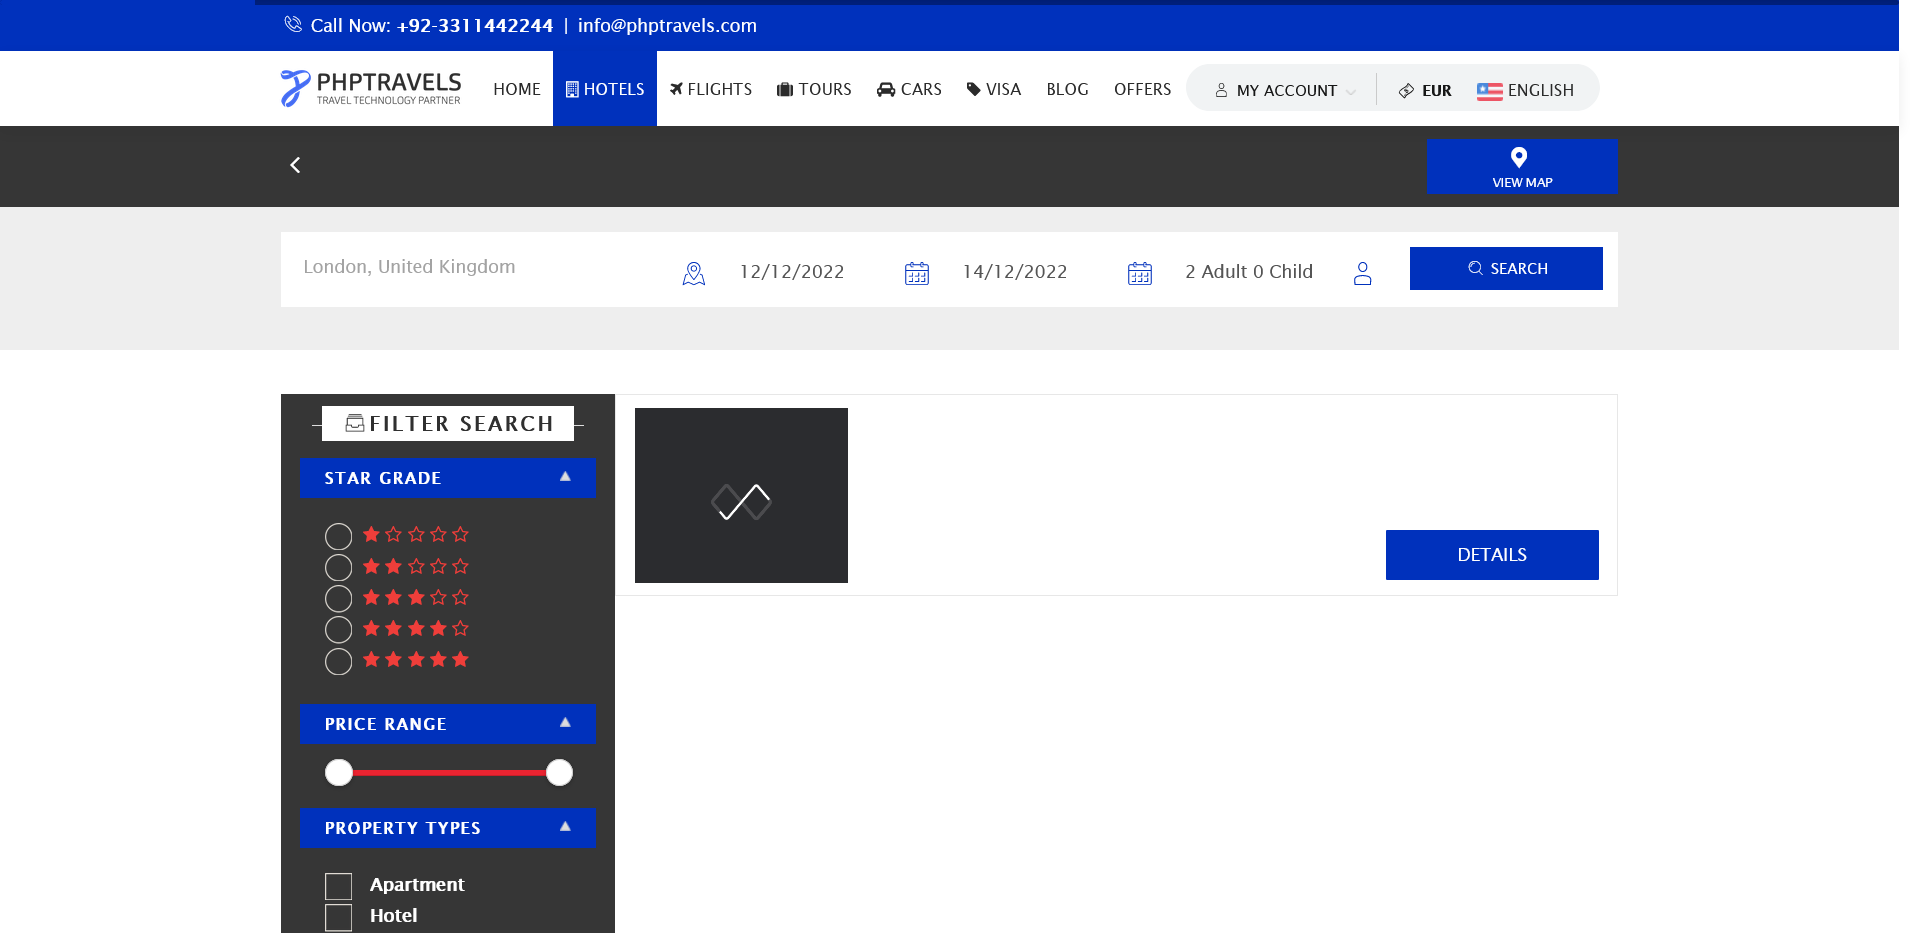 Call Now: +92-3311442244 | info@phptravels.com
PHPTRAVELS
TRAVEL TECHNOLOGY PARTNER
HOME HOTELS FLIGHTS TOURS CARS VISA BLOG OFFERS MY ACCOUNT EUR ENGLISH
VIEW MAP
London, United Kingdom 12/12/2022 14/12/2022 2 Adult 0 Child SEARCH
FILTER SEARCH
STAR GRADE
DETAILS
PRICE RANGE
PROPERTY TYPES
Apartment
Hotel